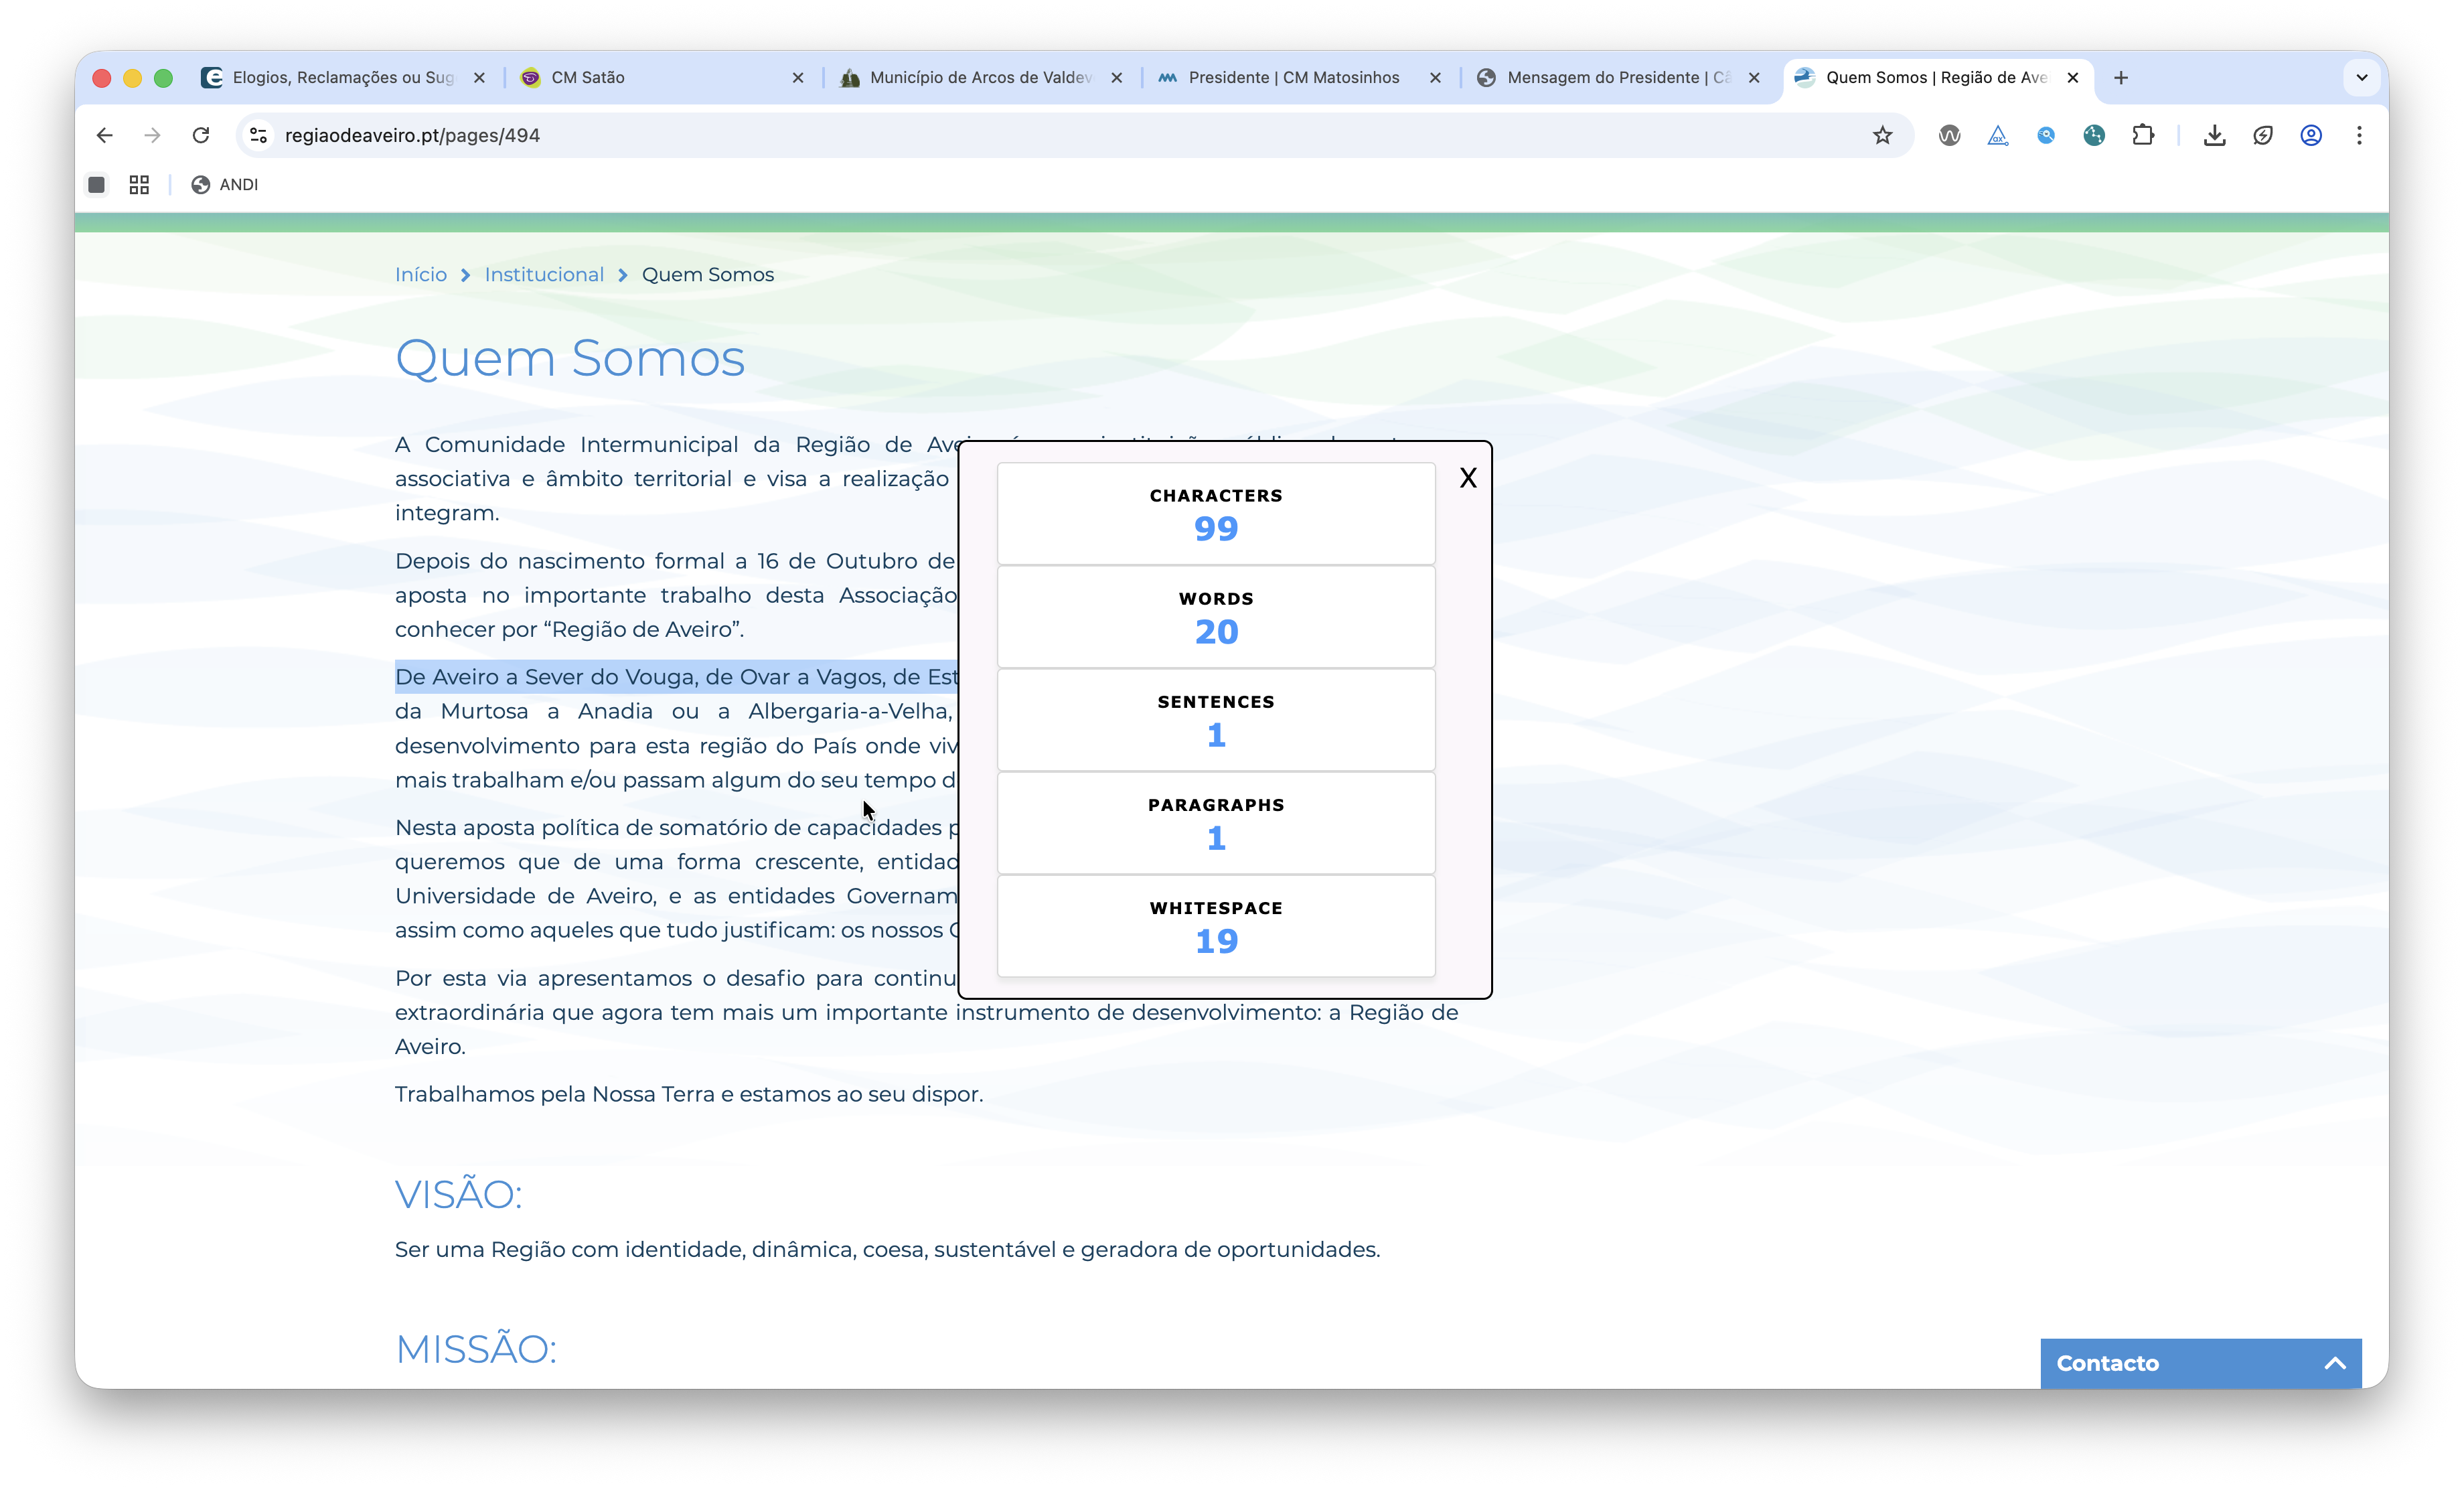 Elogios, Reclamações ou Sug
CM Satão
Município de Arcos de Valdev
Presidente | CM Matosinhos
Mensagem do Presidente | Câ
Quem Somos | Região de Ave
regiaodeaveiro.pt/pages/494
ANDI
Início > Institucional > Quem Somos
Quem Somos
A Comunidade Intermunicipal da Região de
associativa e âmbito territorial e visa a realização
integram.
Depois do nascimento formal a 16 de Outubro de
aposta no importante trabalho desta Associação
conhecer por “Região de Aveiro”.
De Aveiro a Sever do Vouga, de Ovar a Vagos, de Est
da Murtosa a Anadia ou a Albergaria-a-Velha,
desenvolvimento para esta região do País onde viv
mais trabalham e/ou passam algum do seu tempo d
Nesta aposta política de somatório de capacidades p
queremos que de uma forma crescente, entidad
Universidade de Aveiro, e as entidades Governam
assim como aqueles que tudo justificam: os nossos
Por esta via apresentamos o desafio para continu
extraordinária que agora tem mais um importante instrumento de desenvolvimento: a Região de
Aveiro.
Trabalhamos pela Nossa Terra e estamos ao seu dispor.
VISÃO:
Ser uma Região com identidade, dinâmica, coesa, sustentável e geradora de oportunidades.
MISSÃO:
X
CHARACTERS
99
WORDS
20
SENTENCES
1
PARAGRAPHS
1
WHITESPACE
19
Contacto